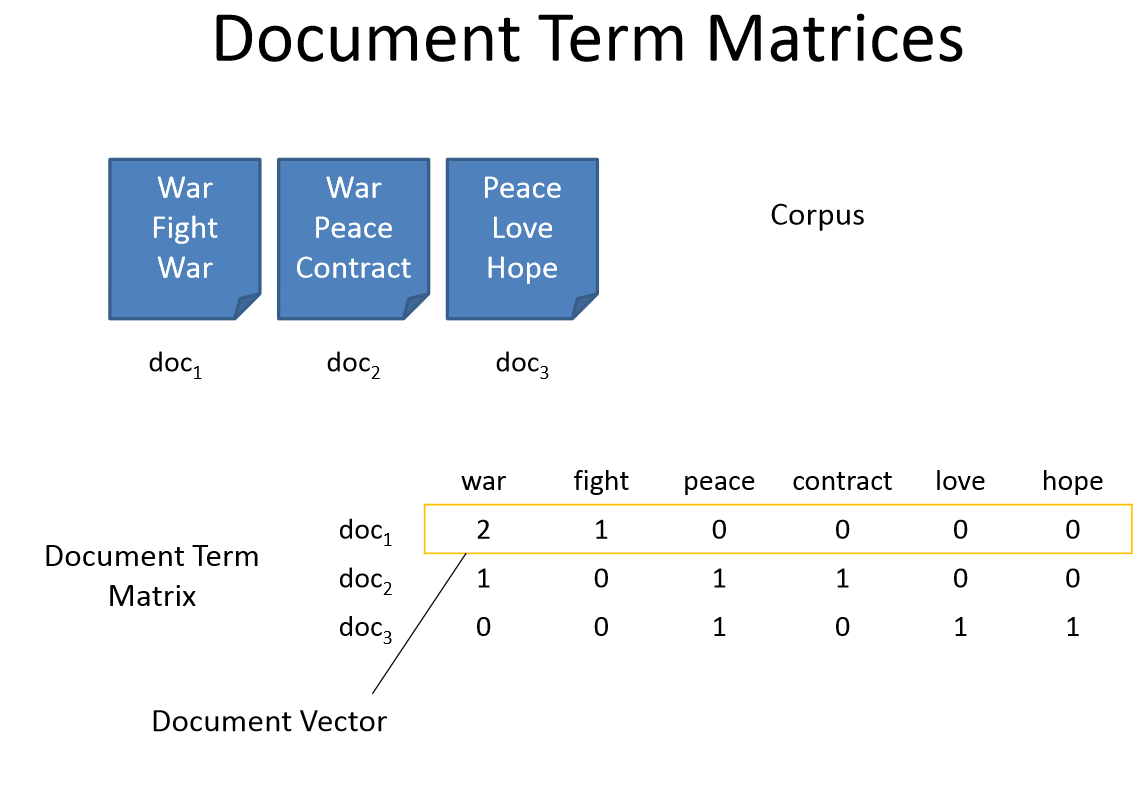 Document Term Matrices
War
Fight
War
War
Peace
Contract
Peace
Love
Hope
Corpus
doc₁ doc₂ doc₃
war fight peace contract love hope
doc₁ 2 1 0 0 0 0
doc₂ 1 0 1 1 0 0
doc₃ 0 0 1 0 1 1
Document Term
Matrix
Document Vector